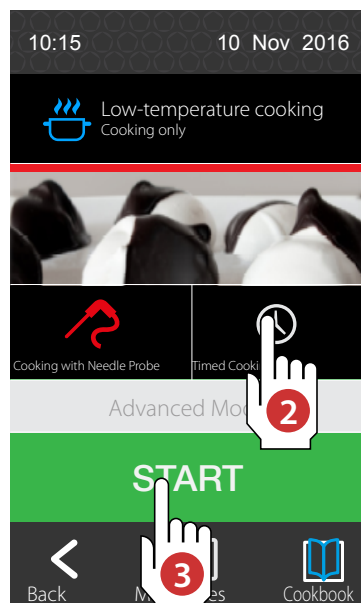 10:15 10 Nov 2016
Low-temperature cooking
Cooking only
Cooking with Needle Probe Timed
Advanced
2
START
3
Back Cookbook